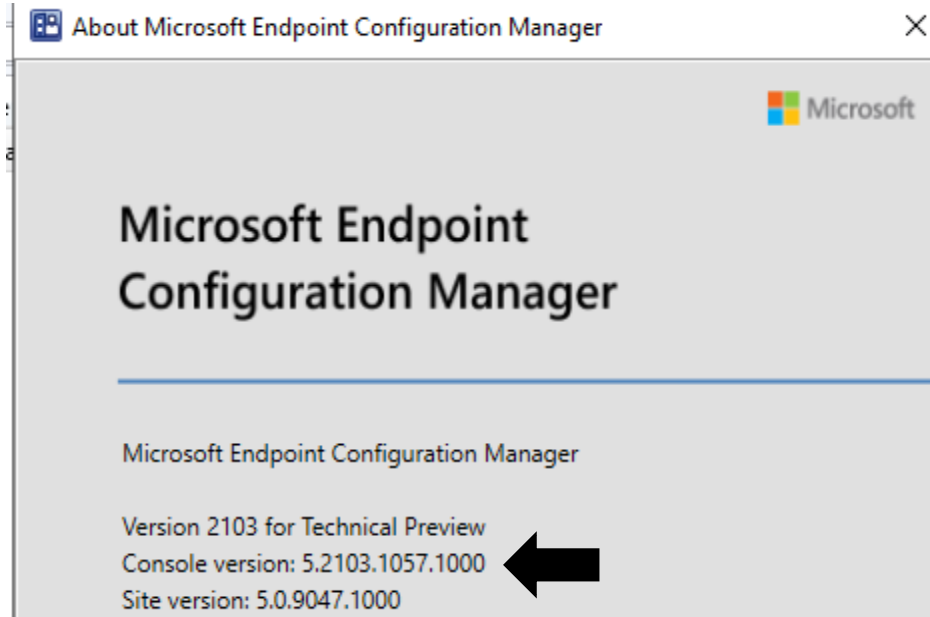 About Microsoft Endpoint Configuration Manager
Microsoft
Microsoft Endpoint
Configuration Manager
Microsoft Endpoint Configuration Manager
Version 2103 for Technical Preview
Console version: 5.2103.1057.1000
Site version: 5.0.9047.1000